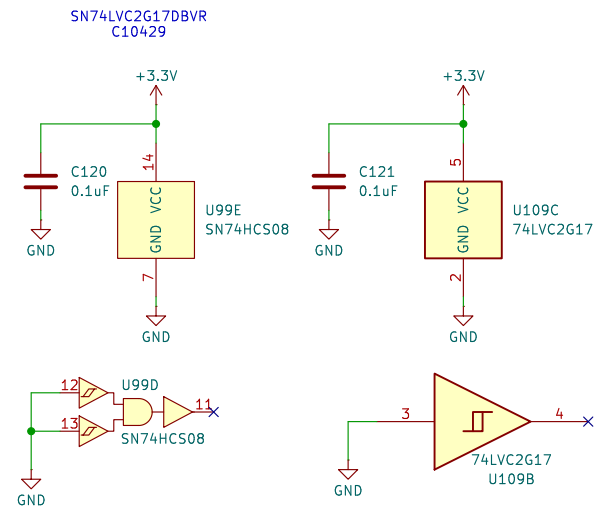 SN74LVC2G17DBVR
C10429
+3.3V
+3.3V
14
5
C120
0.1uF
C121
0.1uF
VCC
GND
VCC
GND
U99E
SN74HCS08
U109C
74LVC2G17
GND
GND
7
2
GND
GND
12
U99D
11
13
SN74HCS08
3
4
74LVC2G17
U109B
GND
GND